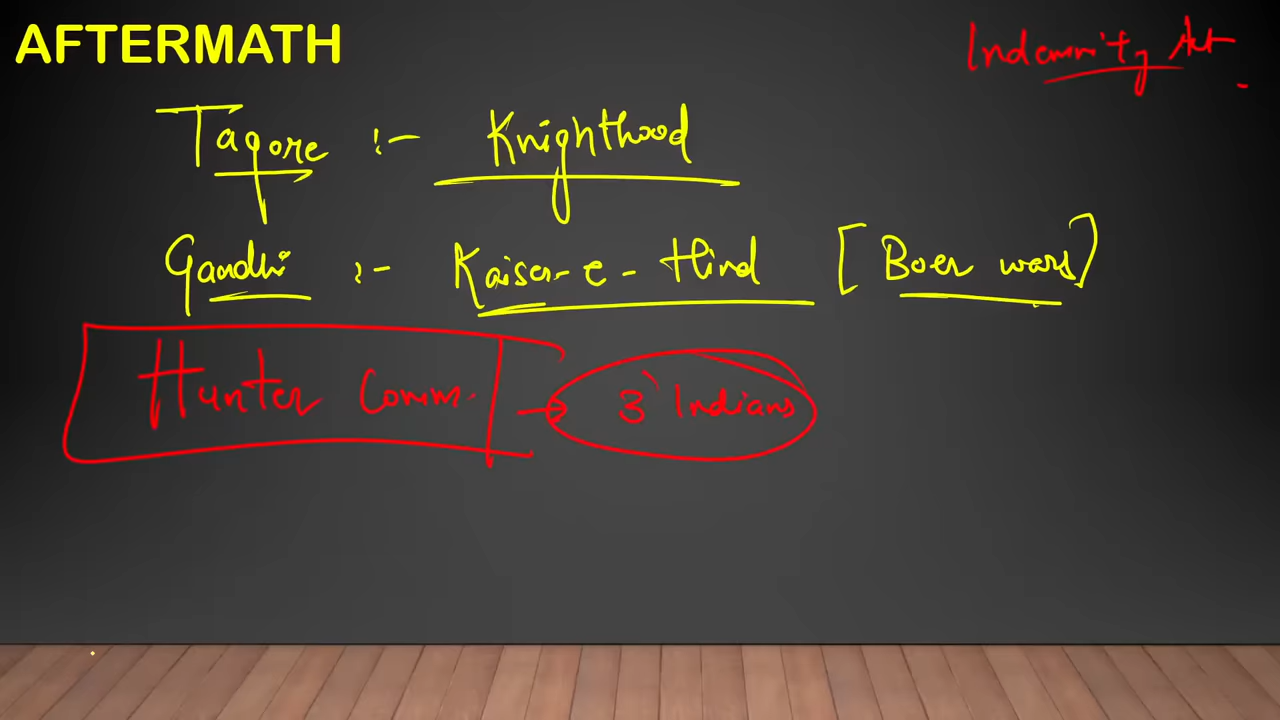 AFTERMATH
Indemnity Act
Tagore :- Knighthood
Gandhi :- Kaiser-e-Hind [Boer wars]
Hunter Comm. → 3 Indians